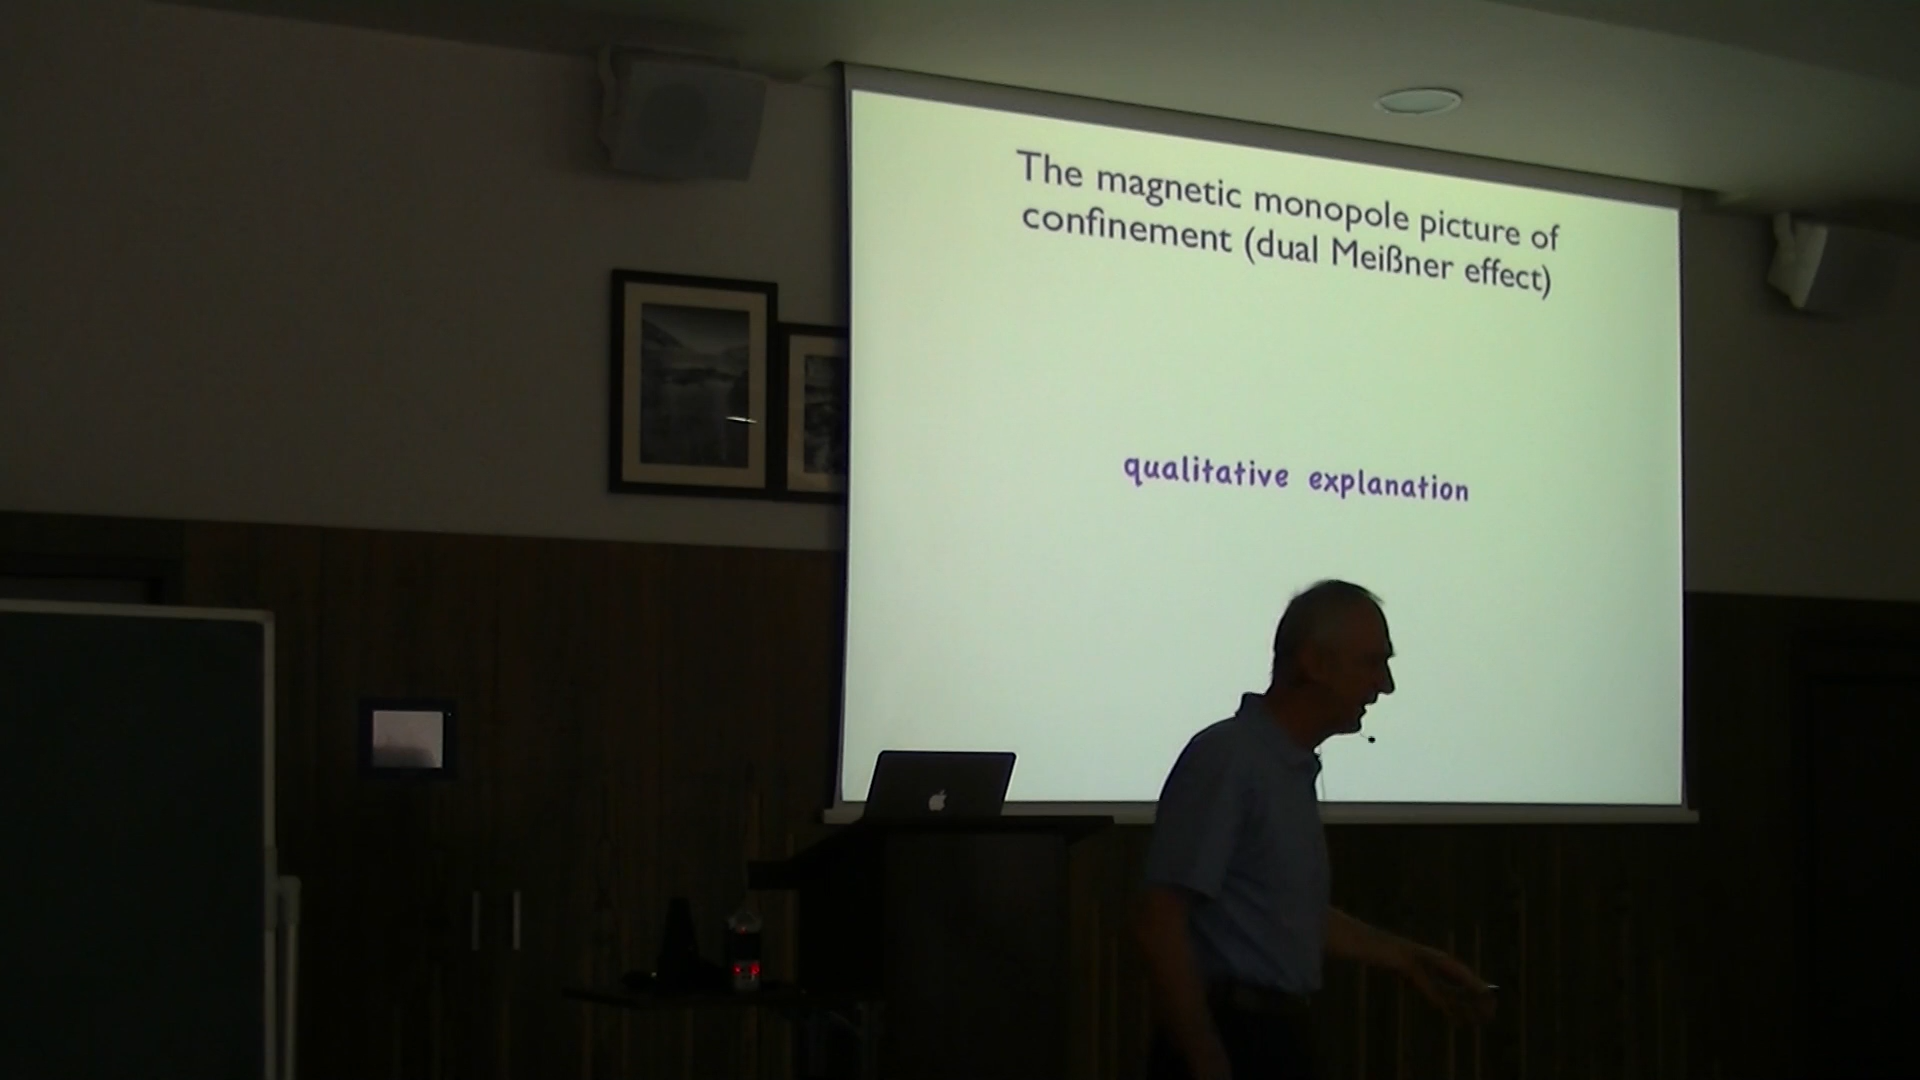 The magnetic monopole picture of
confinement (dual Meißner effect)
qualitative explanation